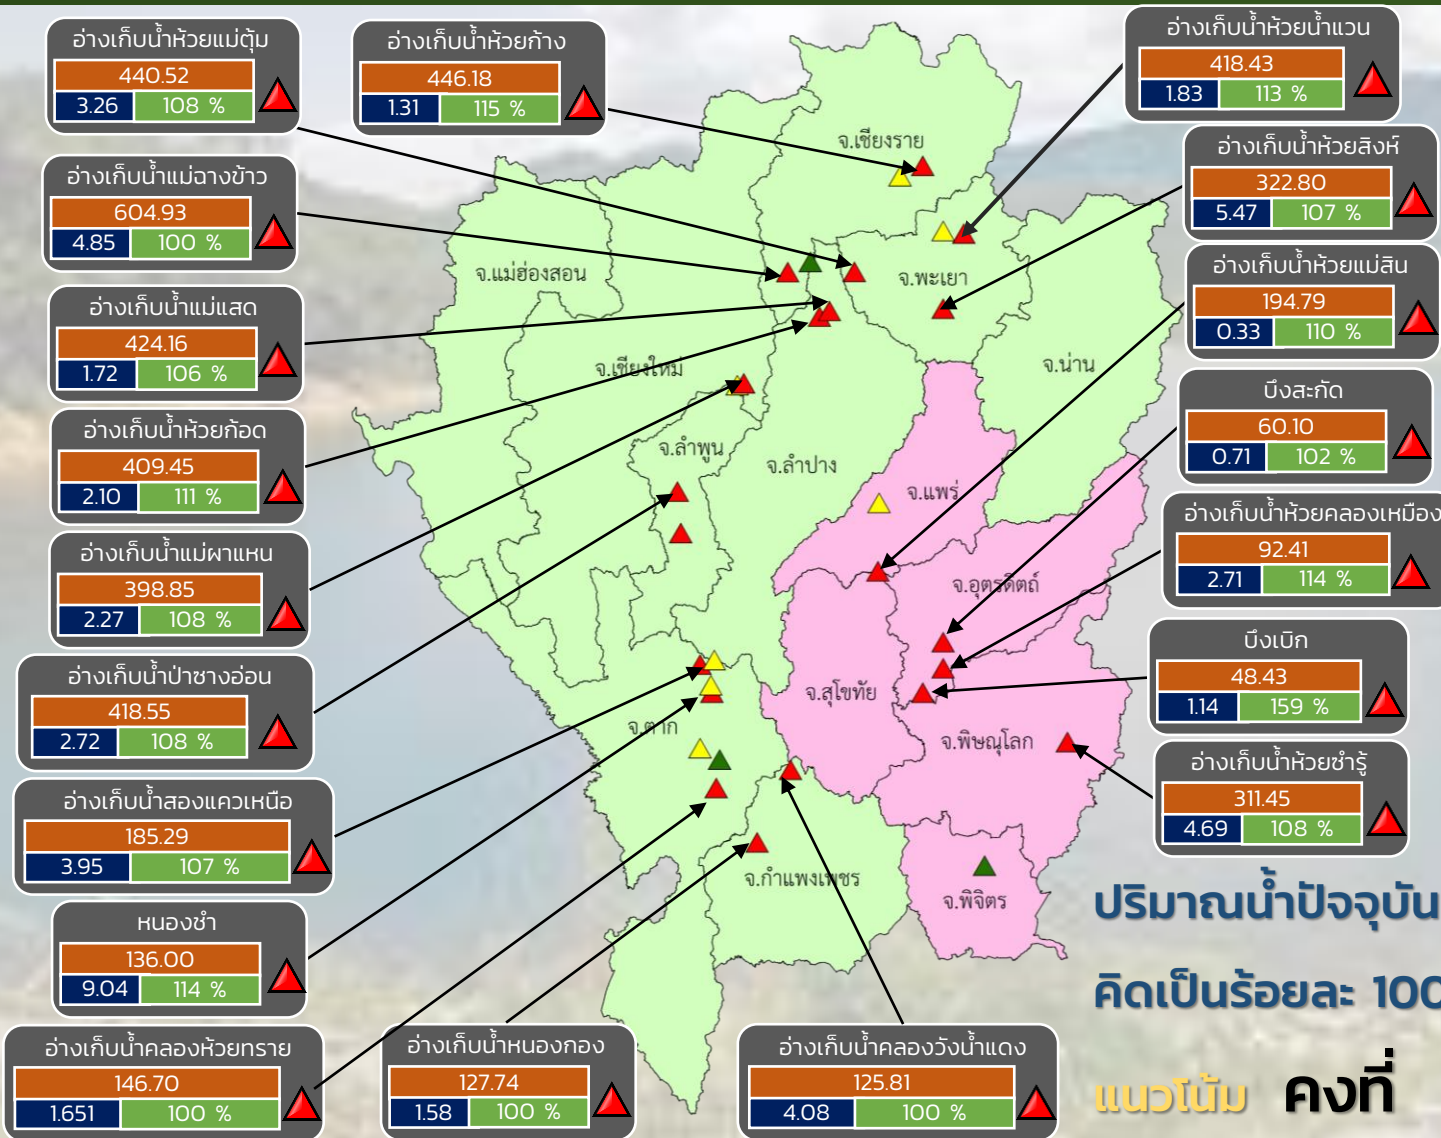 อ่างเก็บน้ำห้วยแม่ตุ้ม
440.52
3.26 108 %
อ่างเก็บน้ำห้วยก้าง
446.18
1.31 115 %
อ่างเก็บน้ำห้วยน้ำแวน
418.43
1.83 113 %
อ่างเก็บน้ำแม่ฉางข้าว
604.93
4.85 100 %
อ่างเก็บน้ำห้วยสิงห์
322.80
5.47 107 %
อ่างเก็บน้ำแม่แสด
424.16
1.72 106 %
อ่างเก็บน้ำห้วยแม่สิน
194.79
0.33 110 %
อ่างเก็บน้ำห้วยก้อด
409.45
2.10 111 %
บึงสะกัด
60.10
0.71 102 %
อ่างเก็บน้ำแม่ผาแหน
398.85
2.27 108 %
อ่างเก็บน้ำห้วยคลองเหมือง
92.41
2.71 114 %
อ่างเก็บน้ำป่าซางอ่อน
418.55
2.72 108 %
บึงเบิก
48.43
1.14 159 %
อ่างเก็บน้ำสองแควเหนือ
185.29
3.95 107 %
อ่างเก็บน้ำห้วยซำรู้
311.45
4.69 108 %
หนองชำ
136.00
9.04 114 %
อ่างเก็บน้ำคลองห้วยทราย
146.70
1.651 100 %
อ่างเก็บน้ำหนองกอง
127.74
1.58 100 %
อ่างเก็บน้ำคลองวังน้ำแดง
125.81
4.08 100 %
จ.เชียงราย
จ.แม่ฮ่องสอน
จ.พะเยา
จ.เชียงใหม่
จ.น่าน
จ.ลำพูน
จ.ลำปาง
จ.แพร่
จ.อุตรดิตถ์
จ.สุโขทัย
จ.ตาก
จ.พิษณุโลก
จ.กำแพงเพชร
จ.พิจิตร
ปริมาณน้ำปัจจุบัน
คิดเป็นร้อยละ 100
แนวโน้ม คงที่